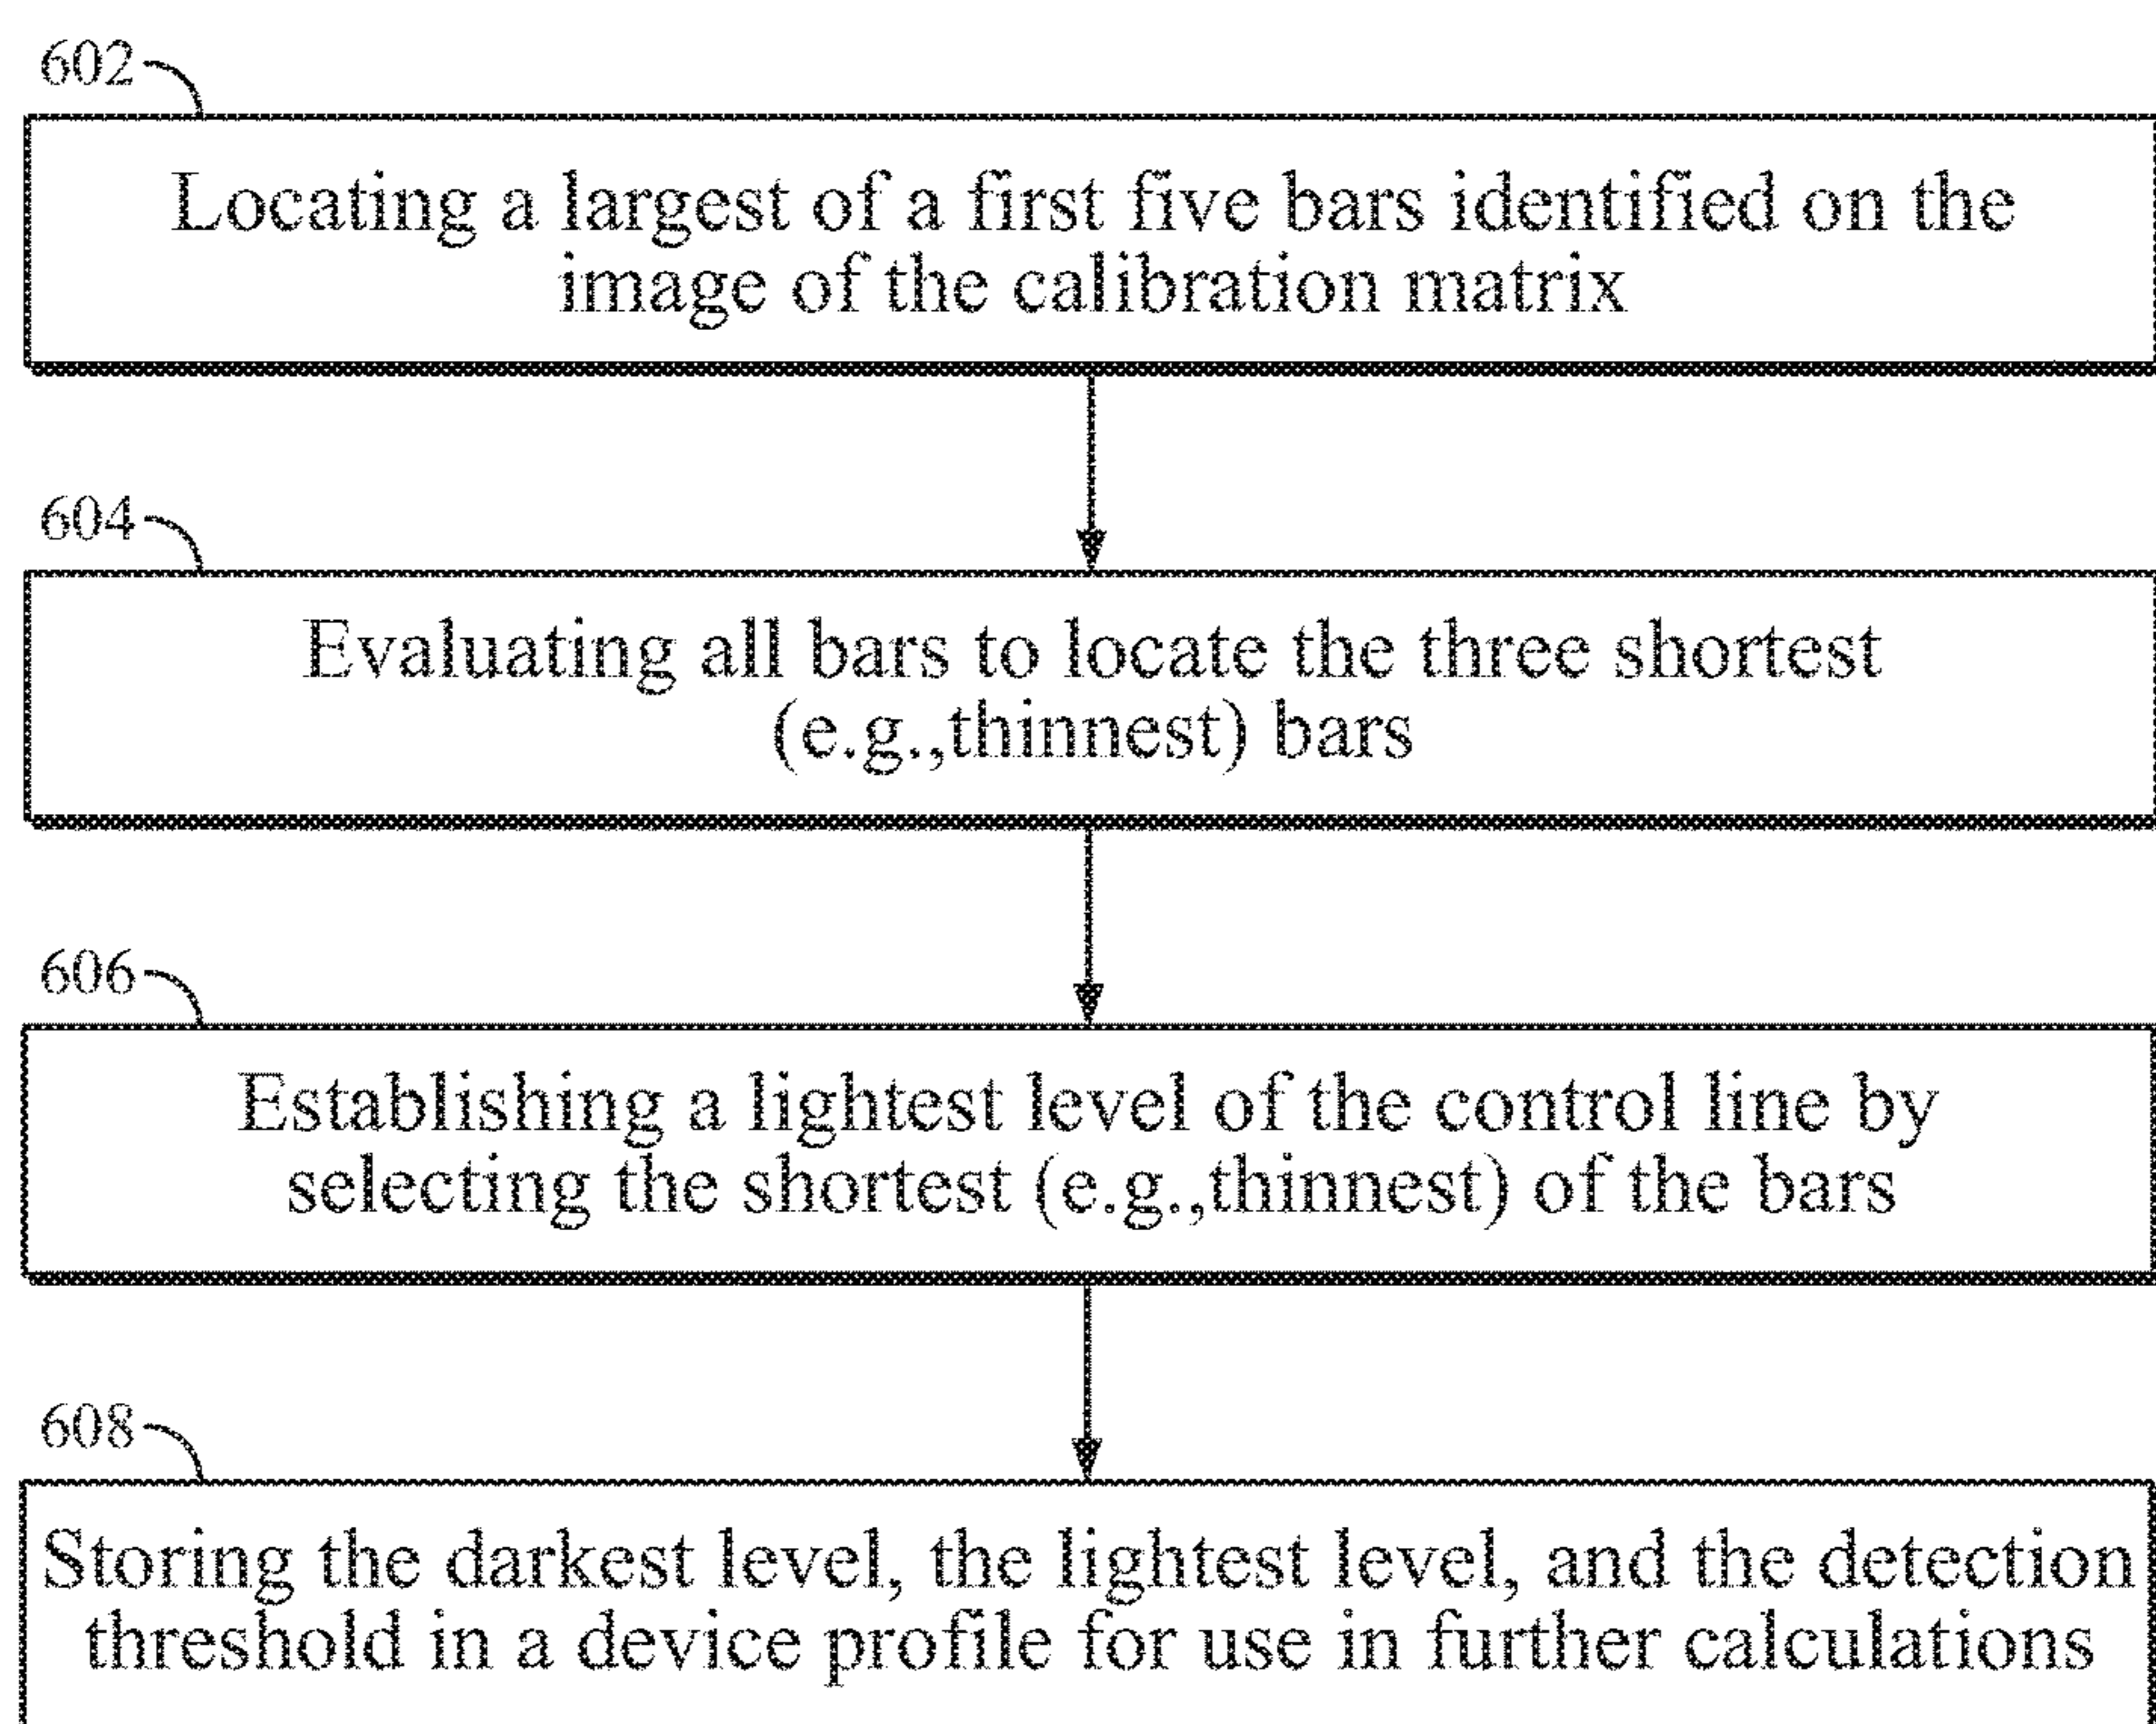 602
Locating a largest of a first five bars identified on the
image of the calibration matrix
604
Evaluating all bars to locate the three shortest
(e.g.,thinnest) bars
606
Establishing a lightest level of the control line by
selecting the shortest (e.g.,thinnest) of the bars
608
Storing the darkest level, the lightest level, and the detection
threshold in a device profile for use in further calculations